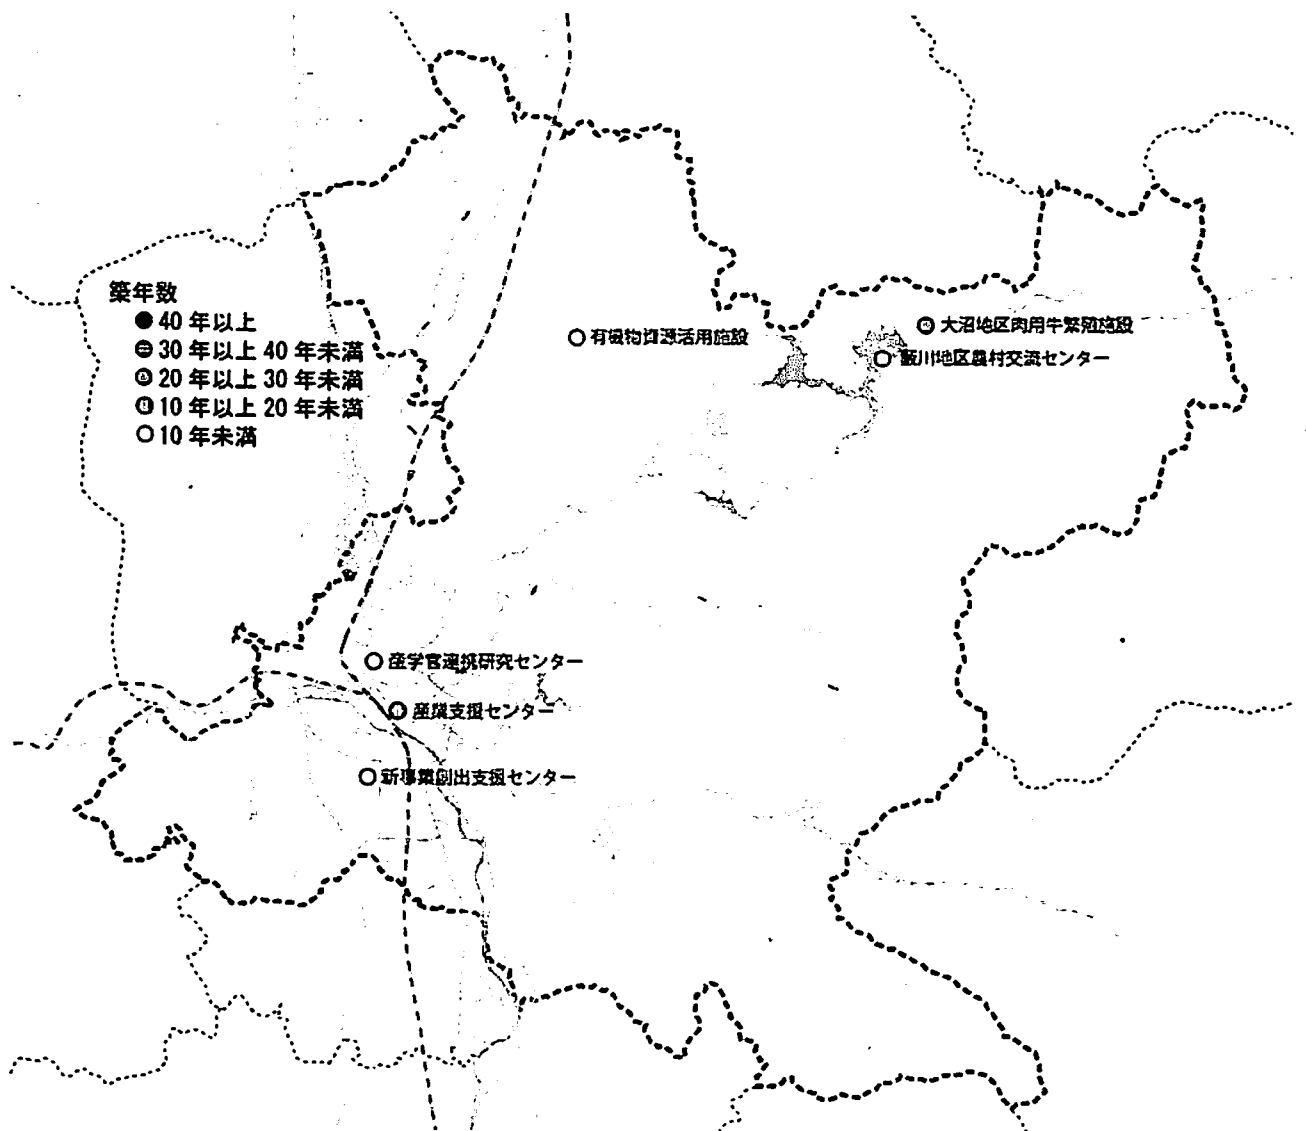 築年数
40 年以上
30 年以上 40 年未満
20 年以上 30 年未満
10 年以上 20 年未満
10 年未満
有機物資源活用施設
大沼地区肉用牛繁殖施設
藪川地区農村交流センター
産学官連携研究センター
産業支援センター
新事業創出支援センター